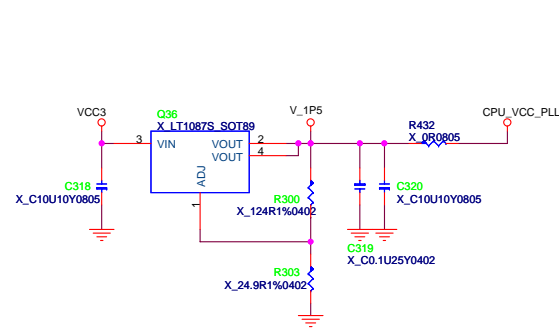 VCC3
Q36
X_LT1087S_SOT89
V_1P5
R432
X_0R0805
CPU_VCC_PLL
3
VIN
VOUT
2
VOUT
4
ADJ
1
C318
X_C10U10Y0805
R300
X_124R1%0402
C320
X_C10U10Y0805
C319
X_C0.1U25Y0402
R303
X_24.9R1%0402